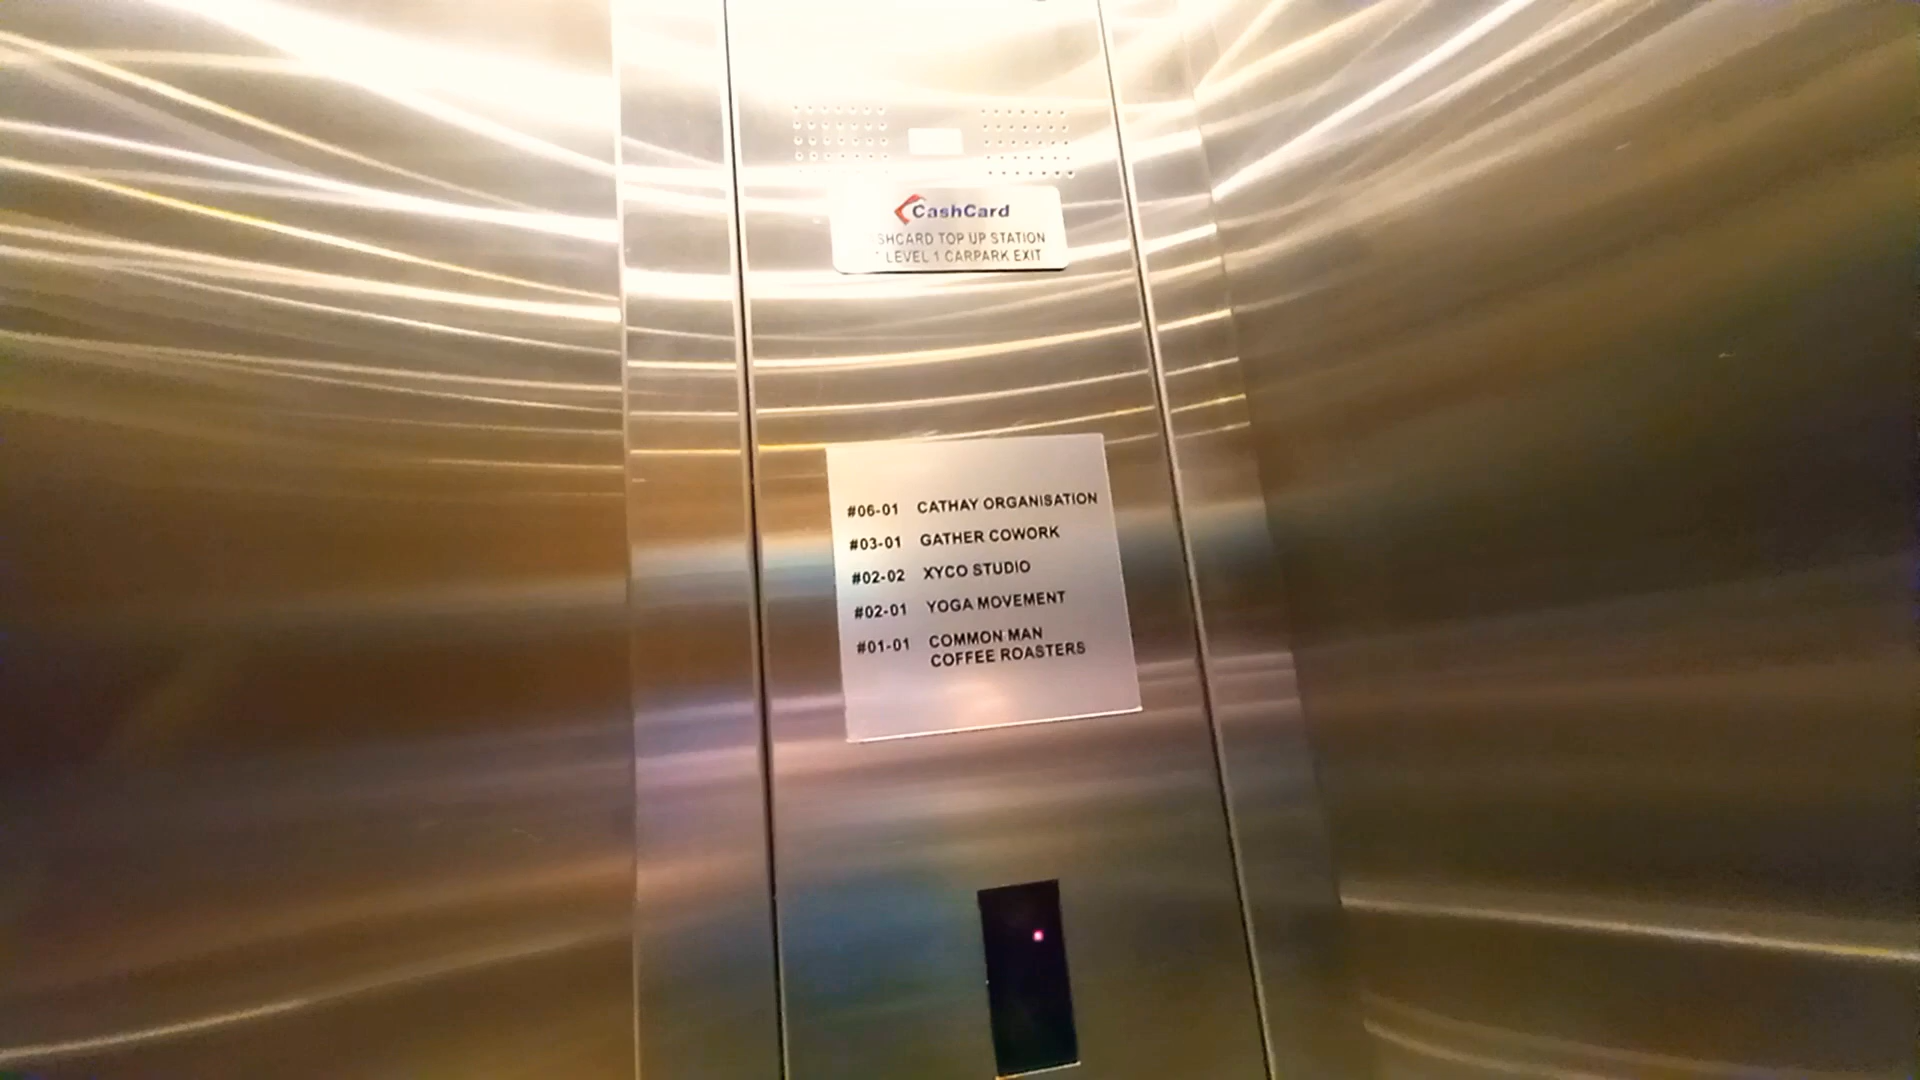 CashCard
TOP UP STATION
LEVEL 1 CARPARK EXIT
#06-01 CATHAY ORGANISATION
#03-01 GATHER COWORK
#02-02 XYCO STUDIO
#02-01 YOGA MOVEMENT
#01-01 COMMON MAN
COFFEE ROASTERS